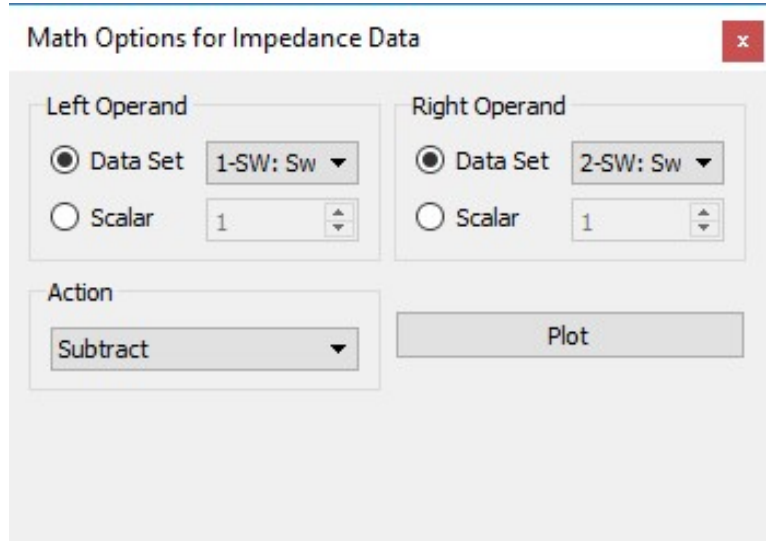 Math Options for Impedance Data
x
Left Operand
Data Set 1-SW: Sw
Scalar 1
Right Operand
Data Set 2-SW: Sw
Scalar 1
Action
Subtract
Plot